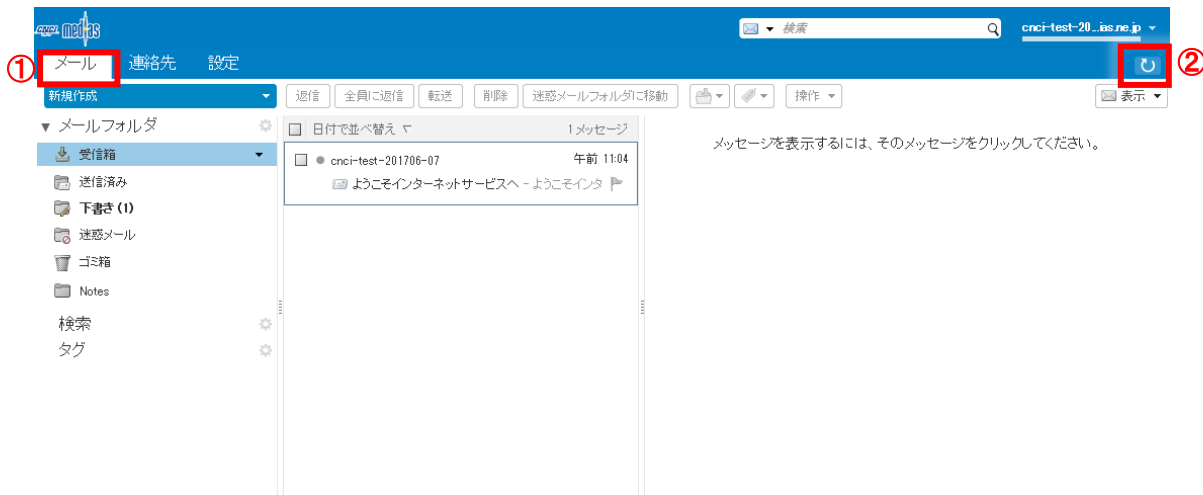 cnci medias
検索
cnci-test-20...ias.ne.jp
① メール 連絡先 設定 ②
新規作成
返信 全員に返信 転送 削除 迷惑メールフォルダに移動 操作 表示
メールフォルダ
日付で並べ替え 1メッセージ
メッセージを表示するには、そのメッセージをクリックしてください。
受信箱
cnci-test-201706-07 午前 11:04
ようこそインターネットサービスへ - ようこそインタ
送信済み
下書き (1)
迷惑メール
ゴミ箱
Notes
検索
タグ